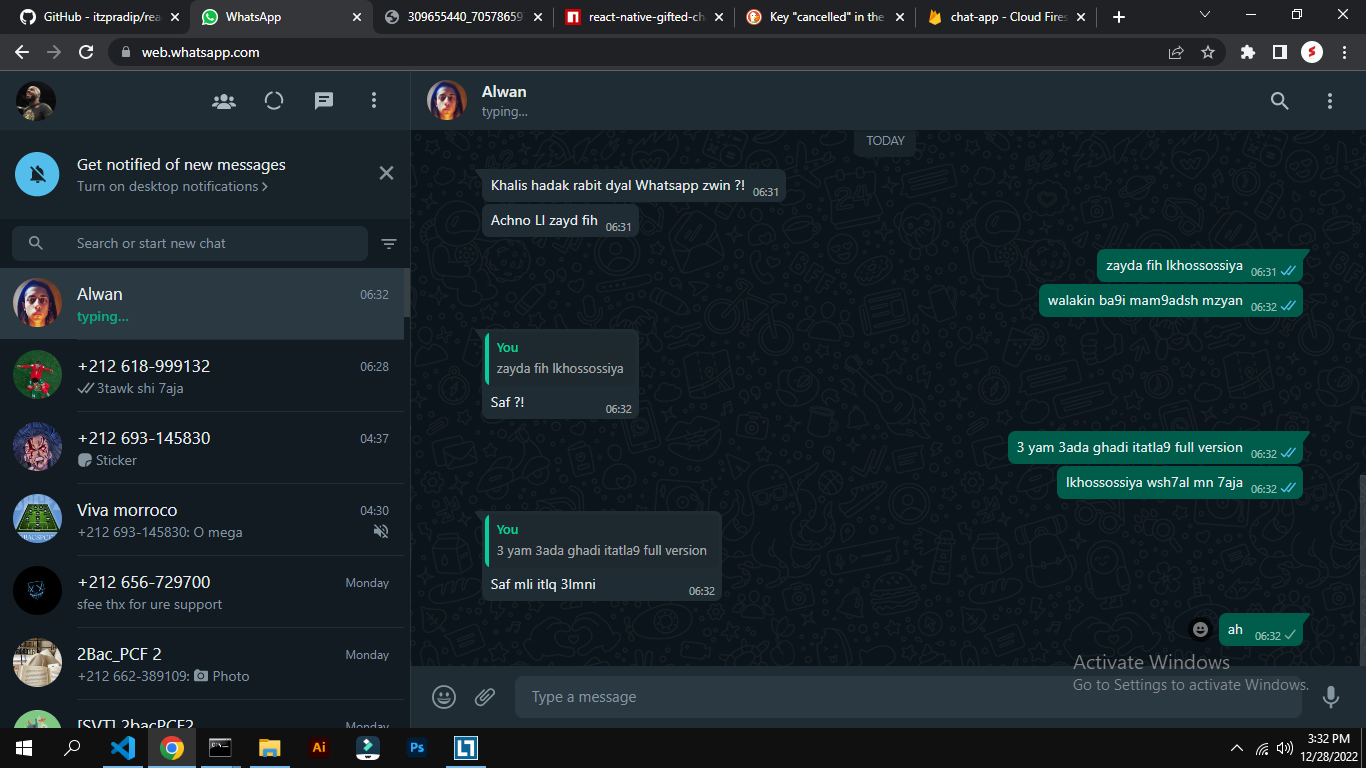 GitHub - itzpradip/rea
WhatsApp
309655440_70578659
react-native-gifted-ch
Key "cancelled" in the
chat-app - Cloud Fires
web.whatsapp.com
Alwan
typing...
Get notified of new messages
Turn on desktop notifications >
Search or start new chat
Alwan 06:32
typing...
+212 618-999132 06:28
3tawk shi 7aja
+212 693-145830 04:37
Sticker
Viva morroco 04:30
+212 693-145830: O mega
+212 656-729700 Monday
sfee thx for ure support
2Bac_PCF 2 Monday
+212 662-389109: Photo
[SVT] 2bacPCF2 Monday
TODAY
Khalis hadak rabit dyal Whatsapp zwin ?! 06:31
Achno Ll zayd fih 06:31
zayda fih lkhossossiya 06:31
walakin ba9i mam9adsh mzyan 06:32
You
zayda fih lkhossossiya
Saf ?! 06:32
3 yam 3ada ghadi itatla9 full version 06:32
lkhossossiya wsh7al mn 7aja 06:32
You
3 yam 3ada ghadi itatla9 full version
Saf mli itlq 3lmni 06:32
ah 06:32
Activate Windows
Go to Settings to activate Windows.
Type a message
Ai
Ps
3:32 PM
12/28/2022